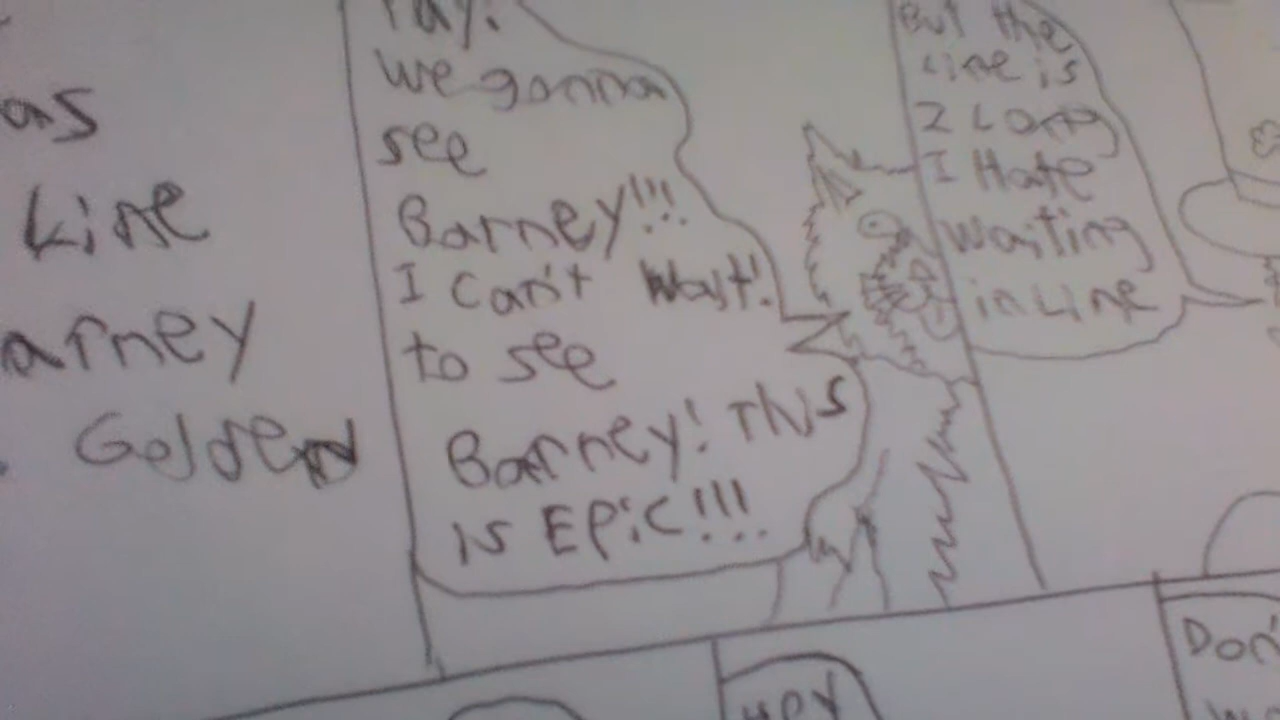 as
Line
arney
Golden
we gonna
see
Barney!!!
I Can't Wait!
to see
Barney! This
is EPiC!!!
But the
Line is
2 Long
I Hate
waiting
in Line
HEY
Don'